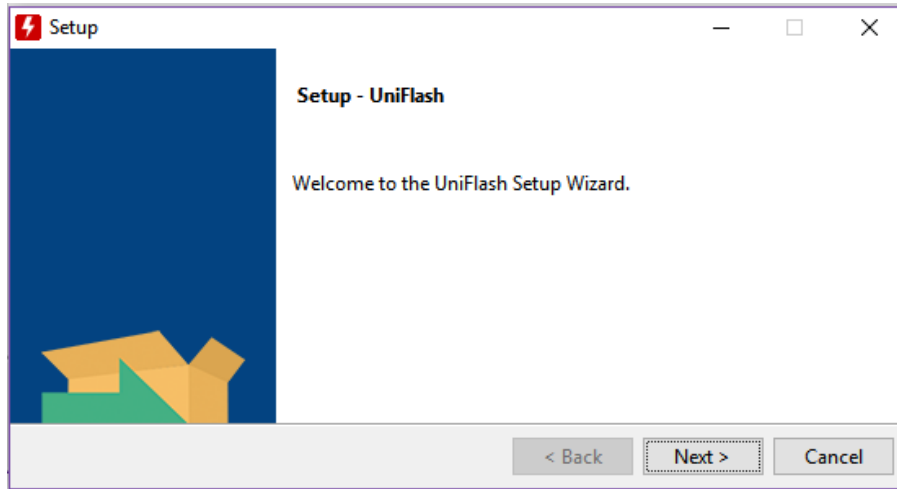 Setup
Setup - UniFlash
Welcome to the UniFlash Setup Wizard.
< Back
Next >
Cancel